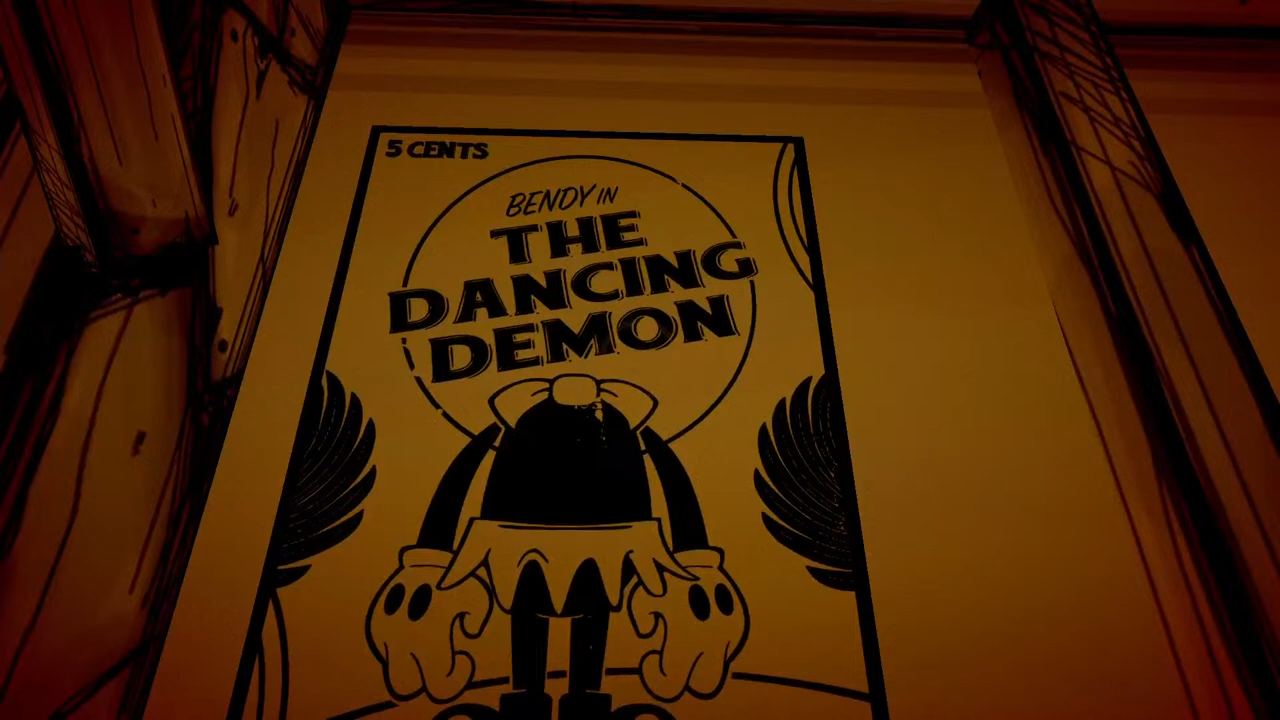 5 CENTS
BENDY IN
THE
DANCING
DEMON